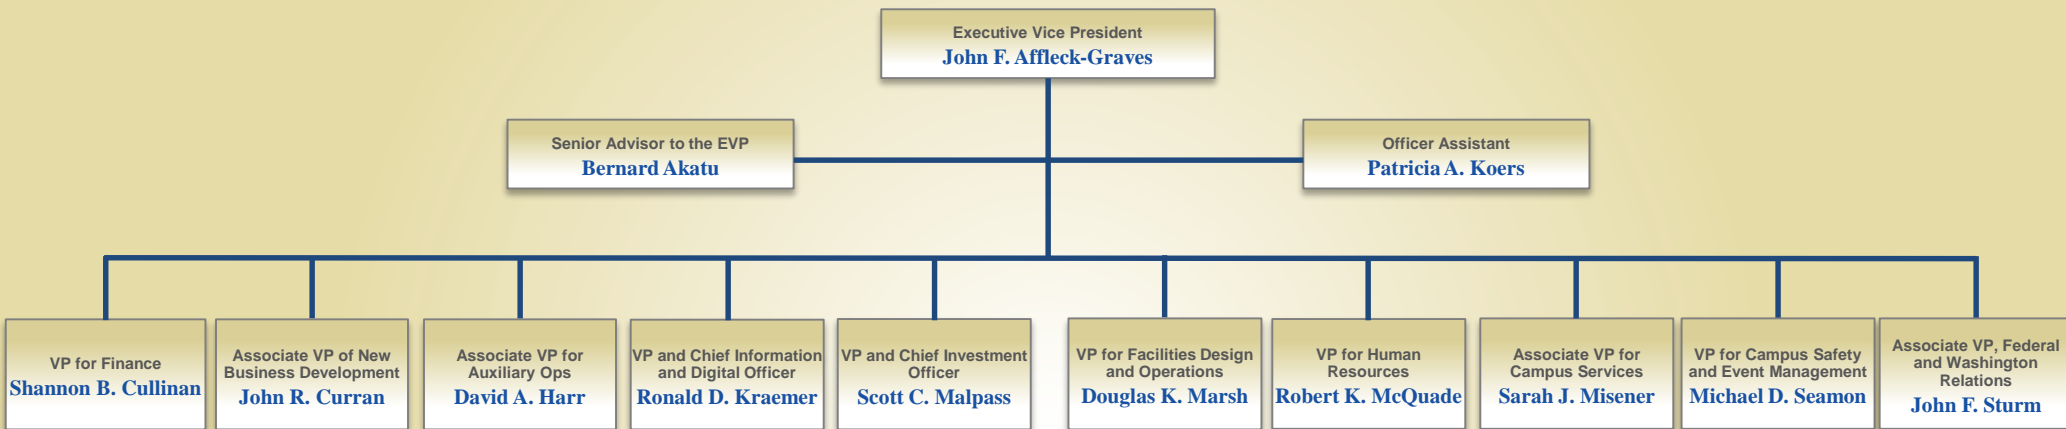 Executive Vice President
John F. Affleck-Graves
Senior Advisor to the EVP
Bernard Akatu
Officer Assistant
Patricia A. Koers
VP for Finance
Shannon B. Cullinan
Associate VP of New
Business Development
John R. Curran
Associate VP for
Auxiliary Ops
David A. Harr
VP and Chief Information
and Digital Officer
Ronald D. Kraemer
VP and Chief Investment
Officer
Scott C. Malpass
VP for Facilities Design
and Operations
Douglas K. Marsh
VP for Human
Resources
Robert K. McQuade
Associate VP for
Campus Services
Sarah J. Misener
VP for Campus Safety
and Event Management
Michael D. Seamon
Associate VP, Federal
and Washington
Relations
John F. Sturm